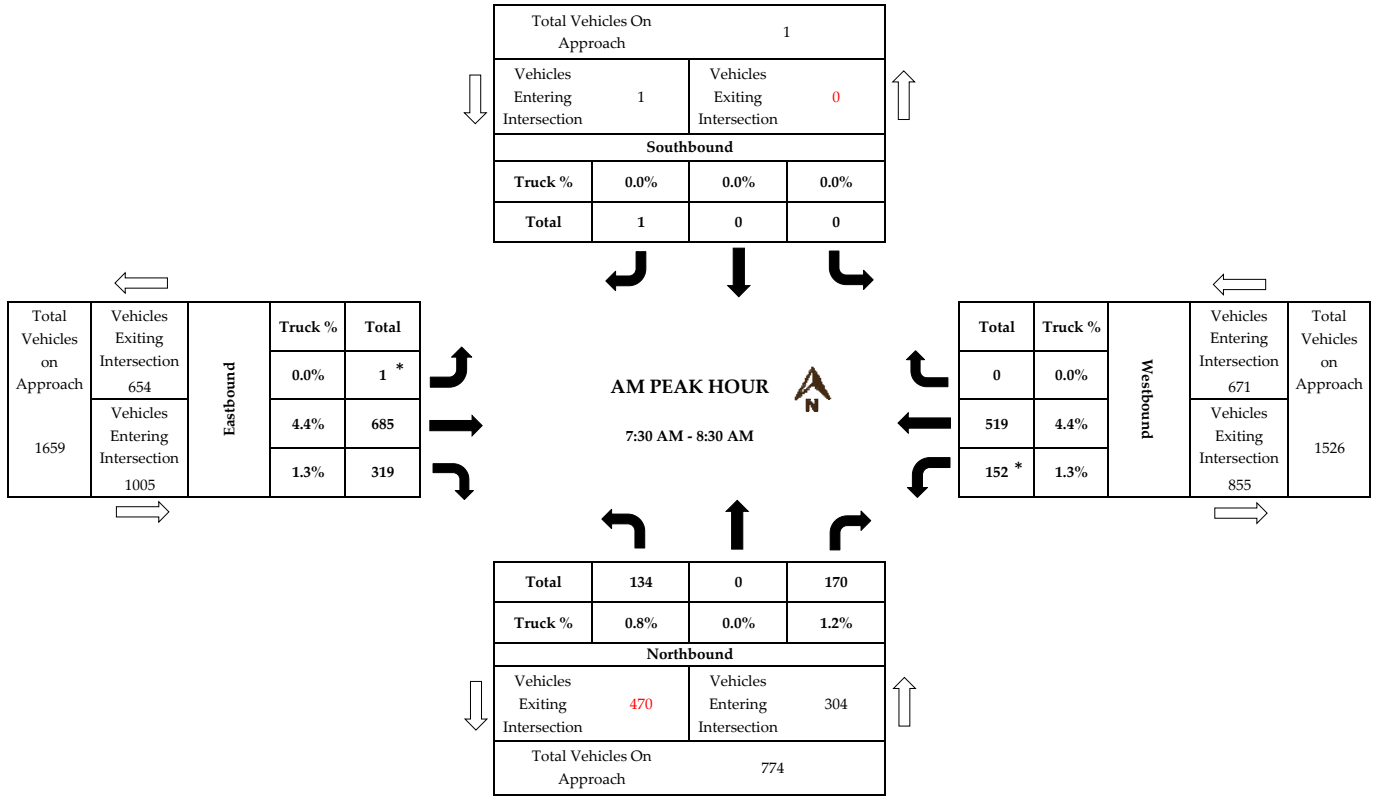 Total Vehicles On
Approach
1
Vehicles
Entering
Intersection
1
Vehicles
Exiting
Intersection
0
Southbound
Truck % 0.0% 0.0% 0.0%
Total 1 0 0
Total
Vehicles
on
Approach
1659
Vehicles
Exiting
Intersection
654
Vehicles
Entering
Intersection
1005
Eastbound
Truck % Total
0.0% 1 *
4.4% 685
1.3% 319
AM PEAK HOUR
N
7:30 AM - 8:30 AM
Total Truck %
0 0.0%
519 4.4%
152 * 1.3%
Westbound
Vehicles
Entering
Intersection
671
Vehicles
Exiting
Intersection
855
Total
Vehicles
on
Approach
1526
Total 134 0 170
Truck % 0.8% 0.0% 1.2%
Northbound
Vehicles
Exiting
Intersection
470
Vehicles
Entering
Intersection
304
Total Vehicles On
Approach
774